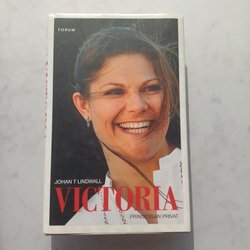 FORUM
JOHAN T LINDWALL
VICTORIA
PRINSESSAN PRIVAT